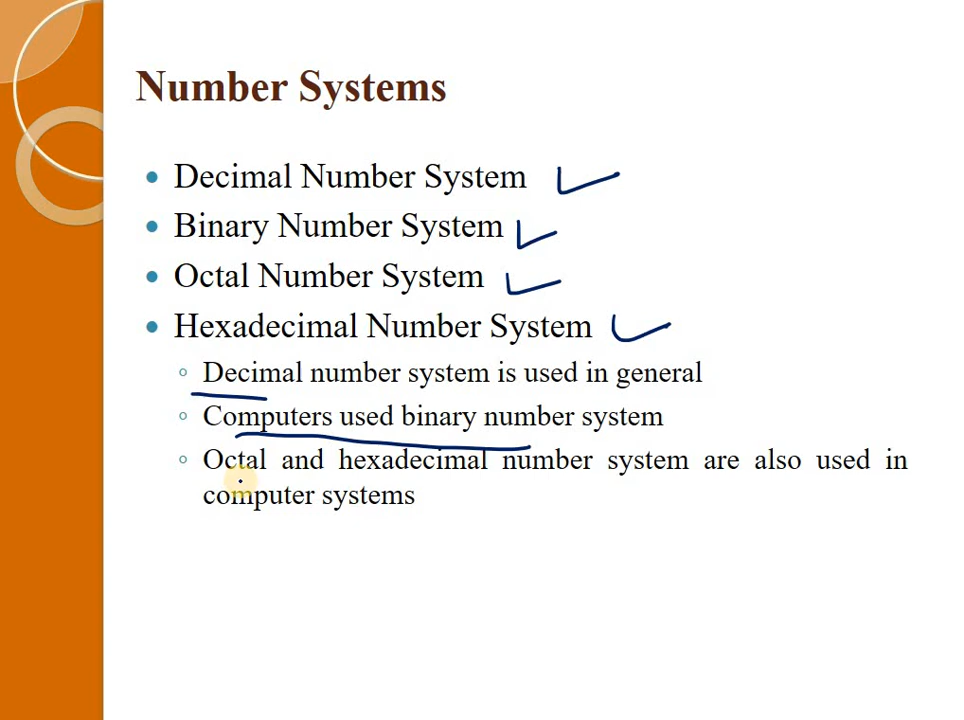 Number Systems
Decimal Number System
Binary Number System
Octal Number System
Hexadecimal Number System
Decimal number system is used in general
Computers used binary number system
Octal and hexadecimal number system are also used in
computer systems